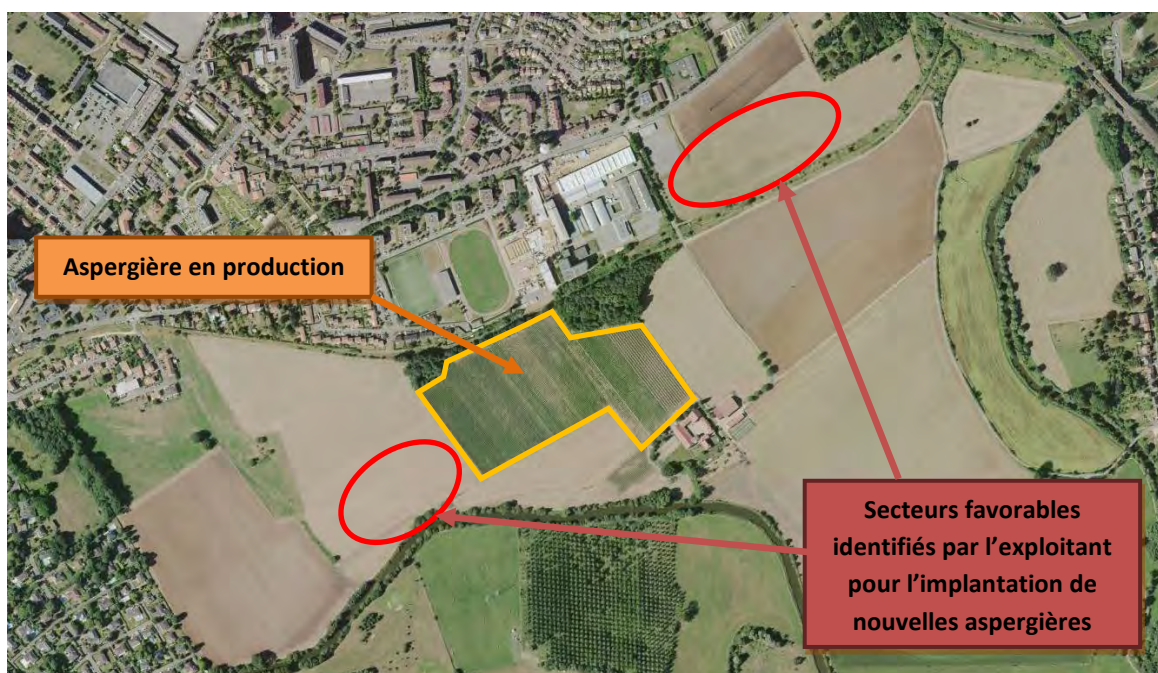 Aspergière en production
Secteurs favorables
identifiés par l'exploitant
pour l'implantation de
nouvelles aspergières